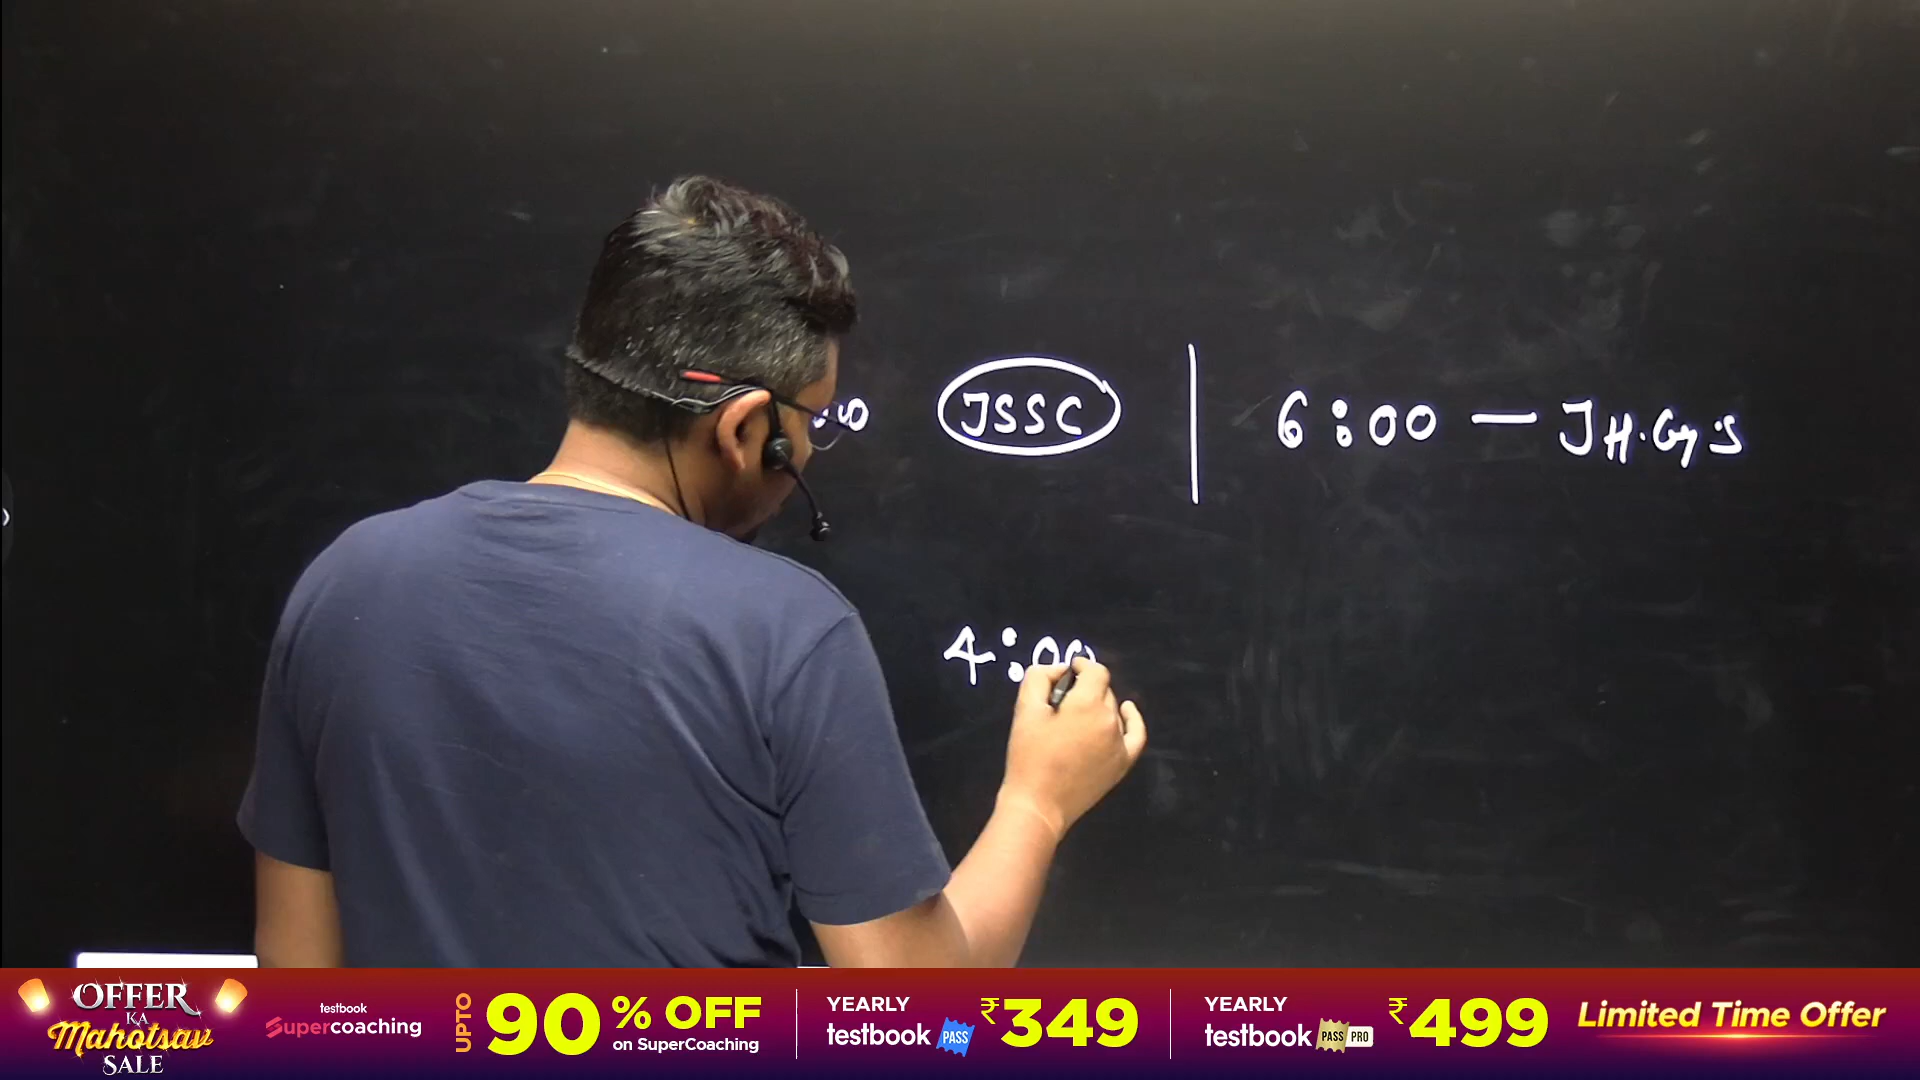 JSSC | 6:00 — JH.G.S
4:00
OFFER KA Mahotsav SALE
testbook Supercoaching
UPTO 90% OFF on SuperCoaching
YEARLY testbook PASS ₹349
YEARLY testbook PASS PRO ₹499
Limited Time Offer